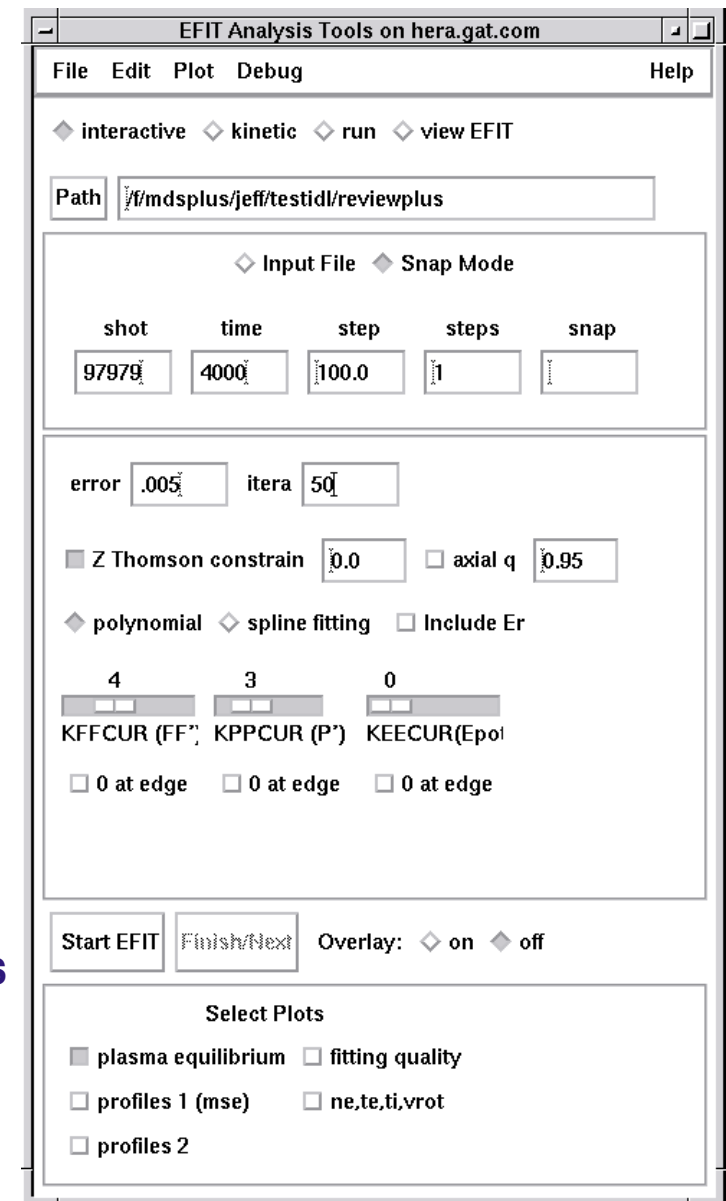 EFIT Analysis Tools on hera.gat.com
File Edit Plot Debug Help
interactive kinetic run view EFIT
Path /f/mdsplus/jeff/testidl/reviewplus
Input File Snap Mode
shot time step steps snap
97979 4000 100.0 1
error .005 itera 50
Z Thomson constrain 0.0 axial q 0.95
polynomial spline fitting Include Er
4 3 0
KFFCUR (FF') KPPCUR (P') KEECUR(Epot
0 at edge 0 at edge 0 at edge
Start EFIT Finish/Next Overlay: on off
s
Select Plots
plasma equilibrium fitting quality
profiles 1 (mse) ne,te,ti,vrot
profiles 2